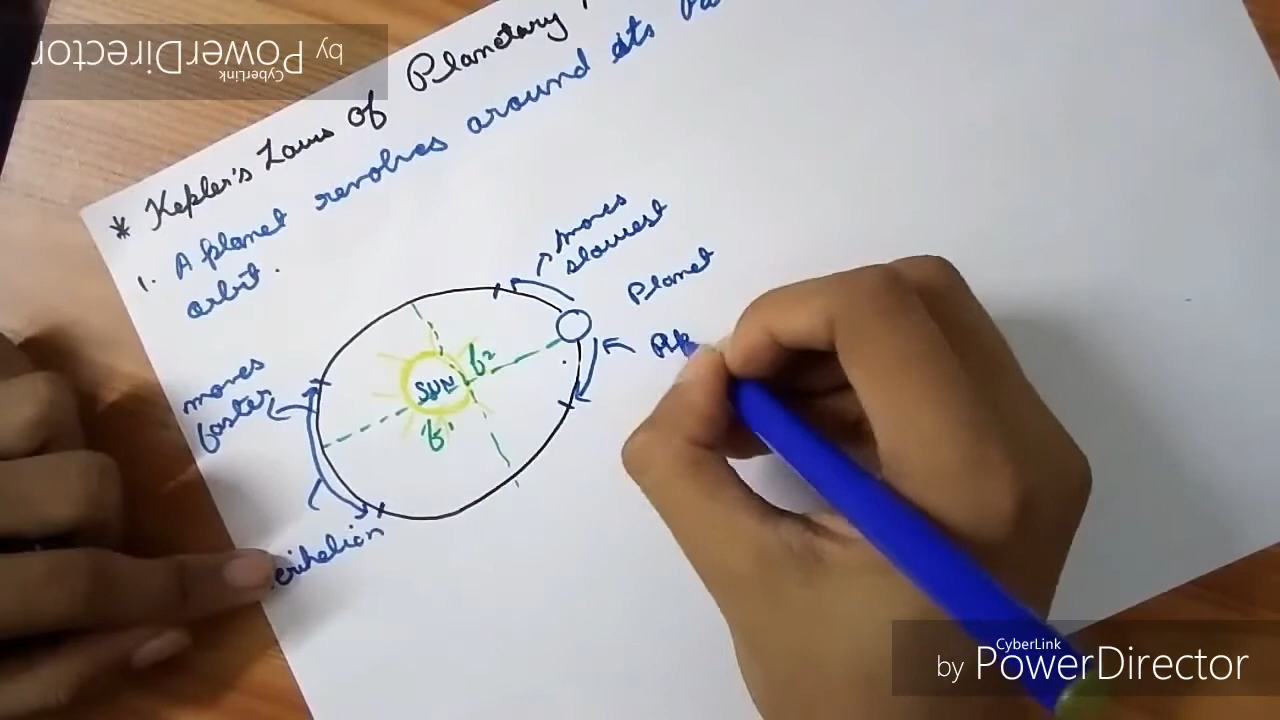 by PowerDirector
CyberLink
* Kepler's Laws of Planetary
1. A planet revolves around its
orbit.
moves
slowest
Planet
SUN
f2
f1
moves
faster
erihelion
CyberLink
by PowerDirector